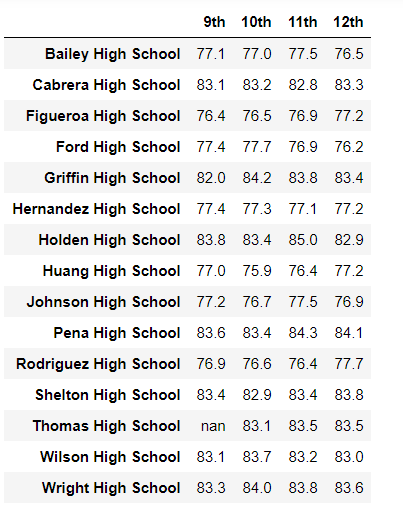 9th 10th 11th 12th
Bailey High School 77.1 77.0 77.5 76.5
Cabrera High School 83.1 83.2 82.8 83.3
Figueroa High School 76.4 76.5 76.9 77.2
Ford High School 77.4 77.7 76.9 76.2
Griffin High School 82.0 84.2 83.8 83.4
Hernandez High School 77.4 77.3 77.1 77.2
Holden High School 83.8 83.4 85.0 82.9
Huang High School 77.0 75.9 76.4 77.2
Johnson High School 77.2 76.7 77.5 76.9
Pena High School 83.6 83.4 84.3 84.1
Rodriguez High School 76.9 76.6 76.4 77.7
Shelton High School 83.4 82.9 83.4 83.8
Thomas High School nan 83.1 83.5 83.5
Wilson High School 83.1 83.7 83.2 83.0
Wright High School 83.3 84.0 83.8 83.6